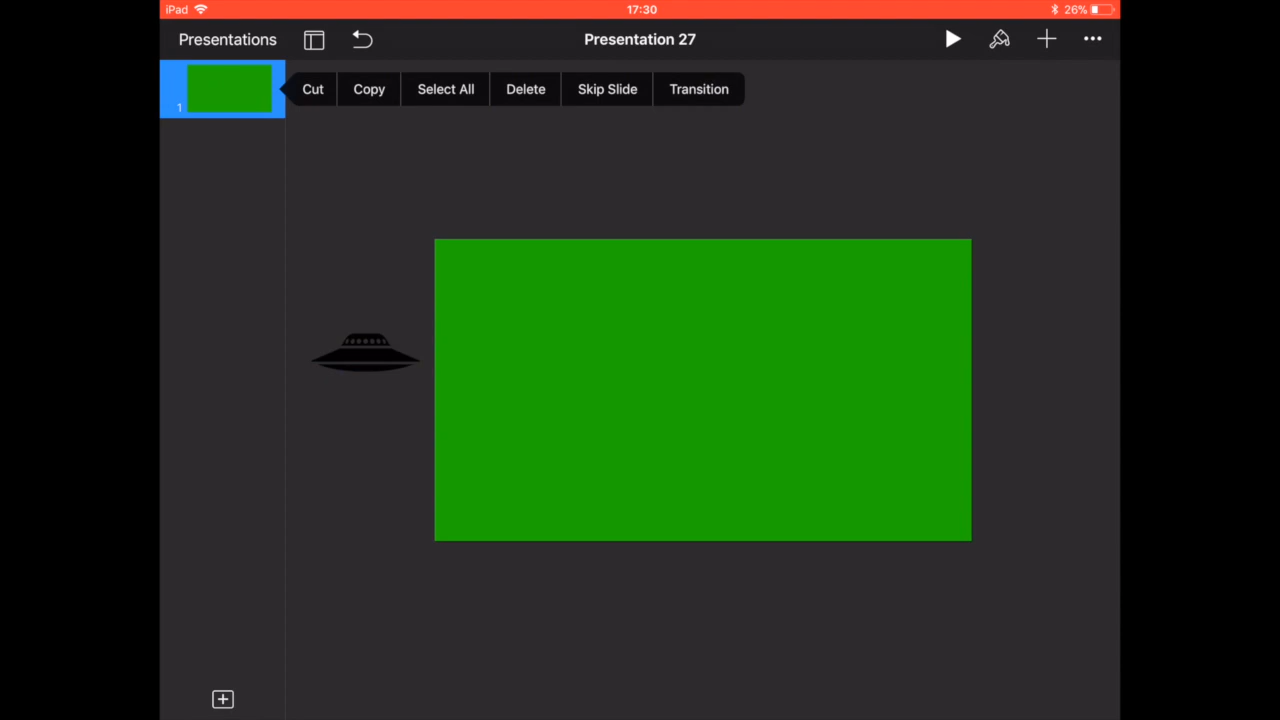 iPad 17:30 26%
Presentations Presentation 27
Cut Copy Select All Delete Skip Slide Transition
1